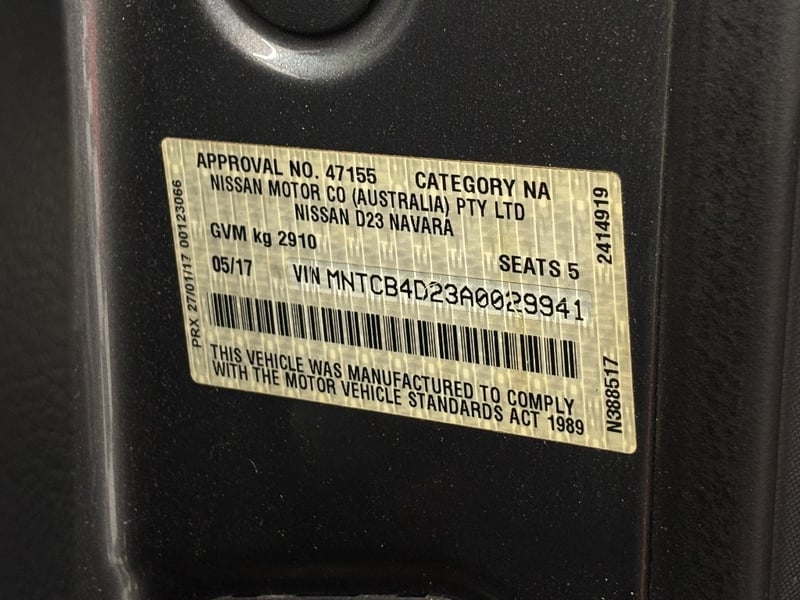 APPROVAL NO. 47155 CATEGORY NA
NISSAN MOTOR CO (AUSTRALIA) PTY LTD
NISSAN D23 NAVARA
GVM kg 2910
SEATS 5
05/17 VIN MNTCB4D23A0029941
THIS VEHICLE WAS MANUFACTURED TO COMPLY
WITH THE MOTOR VEHICLE STANDARDS ACT 1989
PRX 27/01/17 00123066
2414919
N388517